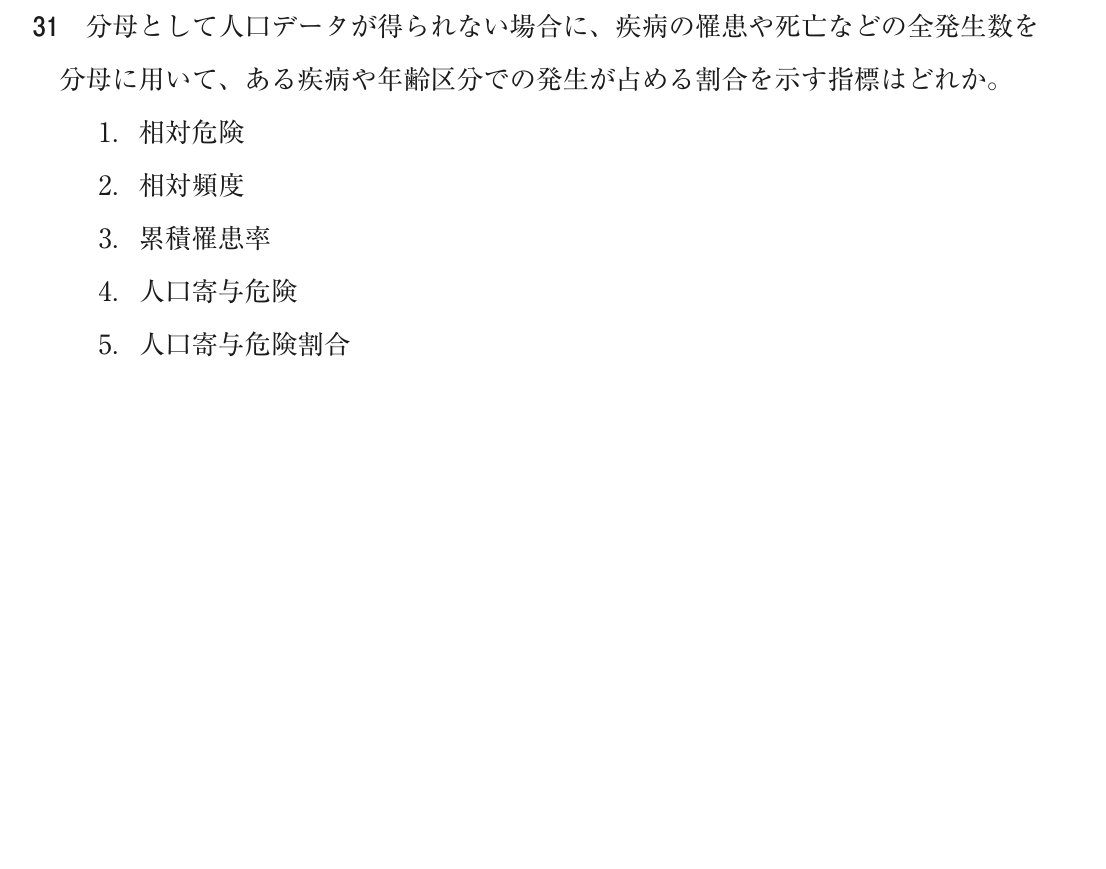 31　分母として人口データが得られない場合に、疾病の罹患や死亡などの全発生数を
分母に用いて、ある疾病や年齢区分での発生が占める割合を示す指標はどれか。
1. 相対危険
2. 相対頻度
3. 累積罹患率
4. 人口寄与危険
5. 人口寄与危険割合